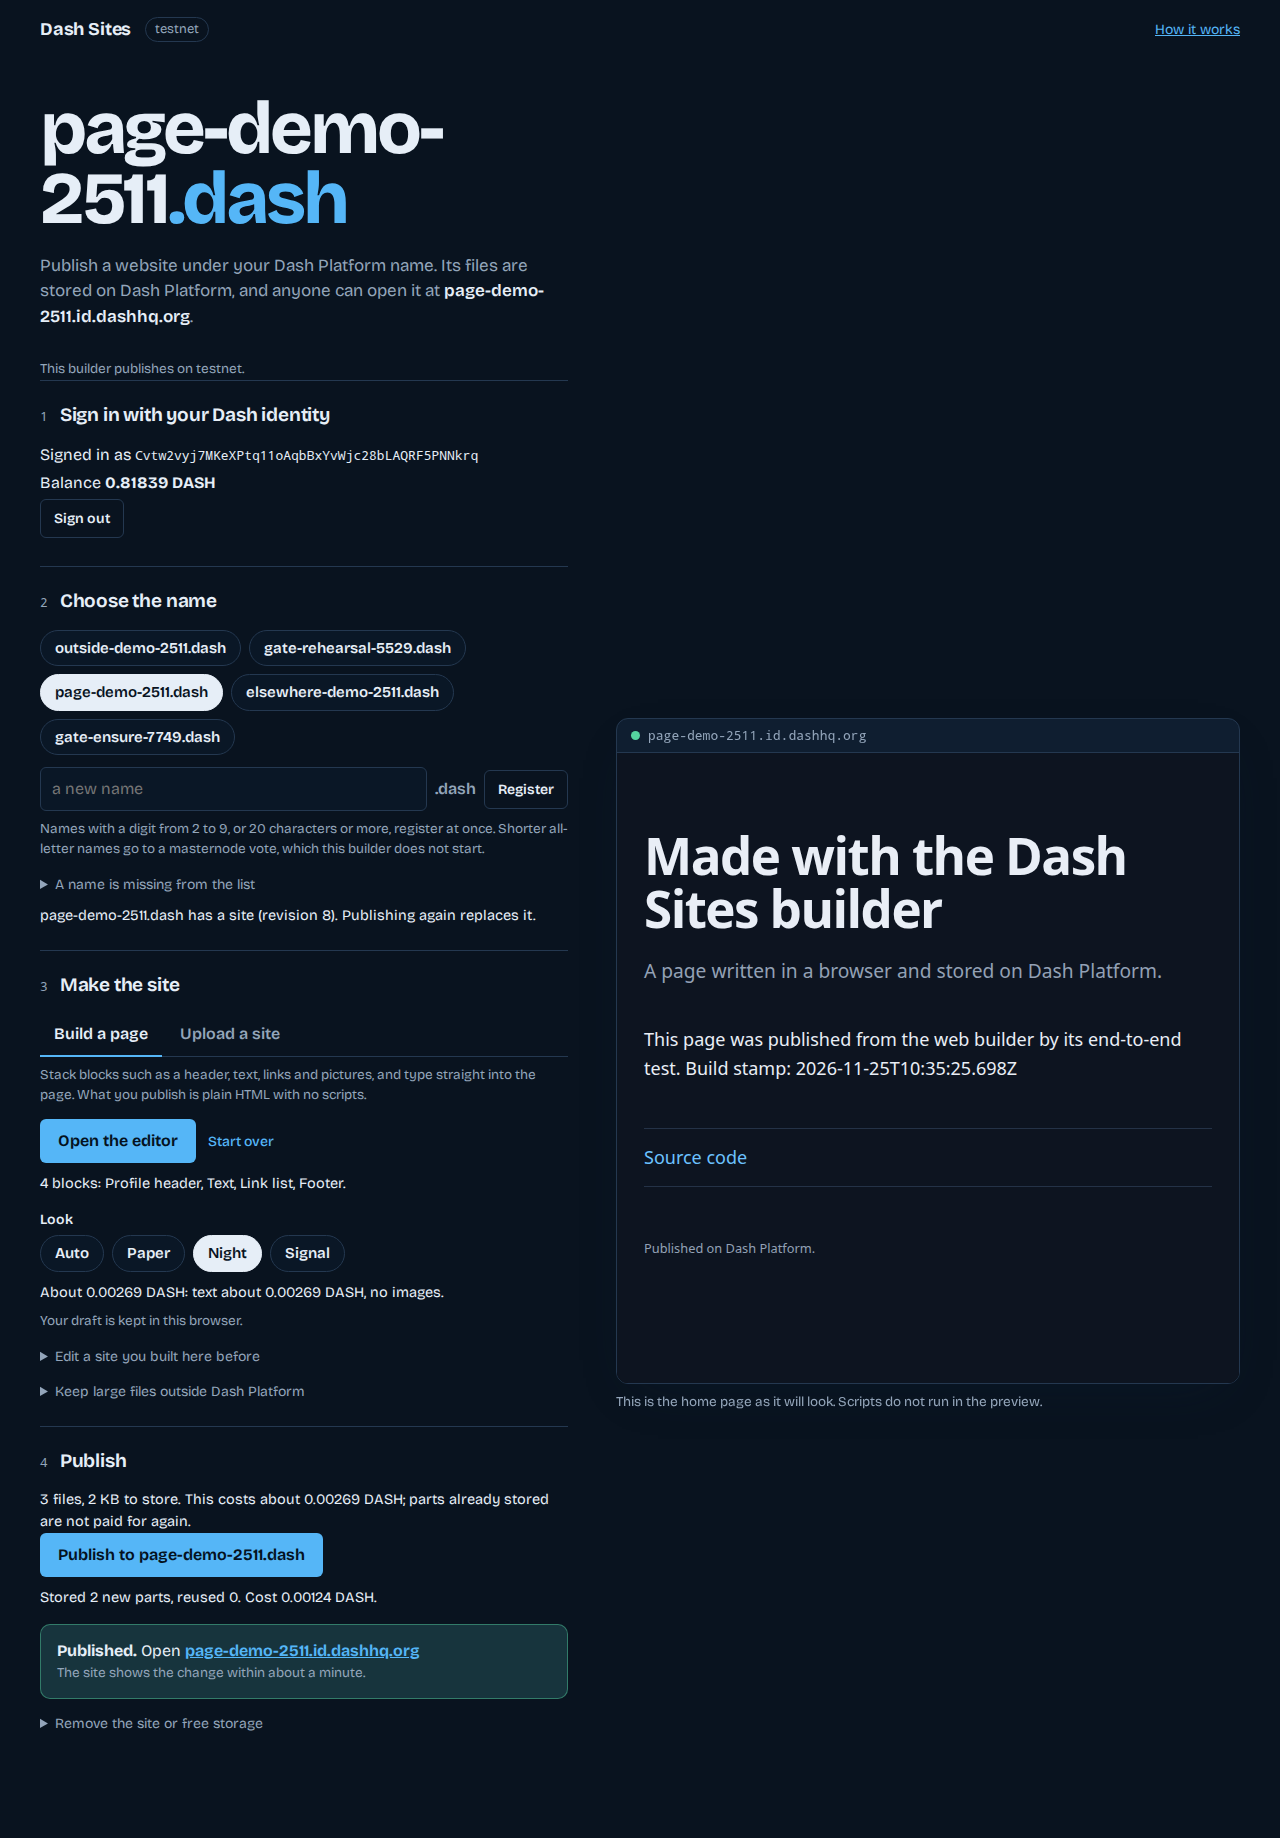 Dash Sites
testnet
How it works
page-demo-
2511.dash
Publish a website under your Dash Platform name. Its files are
stored on Dash Platform, and anyone can open it at page-demo-
2511.id.dashhq.org.
This builder publishes on testnet.
1 Sign in with your Dash identity
Signed in as Cvtw2vyj7MKeXPtq11oAqbBxYvWjc28bLAQRF5PNNkrq
Balance 0.81839 DASH
Sign out
2 Choose the name
outside-demo-2511.dash
gate-rehearsal-5529.dash
page-demo-2511.dash
elsewhere-demo-2511.dash
gate-ensure-7749.dash
a new name
.dash
Register
Names with a digit from 2 to 9, or 20 characters or more, register at once. Shorter all-
letter names go to a masternode vote, which this builder does not start.
A name is missing from the list
page-demo-2511.dash has a site (revision 8). Publishing again replaces it.
3 Make the site
Build a page
Upload a site
Stack blocks such as a header, text, links and pictures, and type straight into the
page. What you publish is plain HTML with no scripts.
Open the editor
Start over
4 blocks: Profile header, Text, Link list, Footer.
Look
Auto
Paper
Night
Signal
About 0.00269 DASH: text about 0.00269 DASH, no images.
Your draft is kept in this browser.
Edit a site you built here before
Keep large files outside Dash Platform
4 Publish
3 files, 2 KB to store. This costs about 0.00269 DASH; parts already stored
are not paid for again.
Publish to page-demo-2511.dash
Stored 2 new parts, reused 0. Cost 0.00124 DASH.
Published. Open page-demo-2511.id.dashhq.org
The site shows the change within about a minute.
Remove the site or free storage
page-demo-2511.id.dashhq.org
Made with the Dash
Sites builder
A page written in a browser and stored on Dash Platform.
This page was published from the web builder by its end-to-end
test. Build stamp: 2026-11-25T10:35:25.698Z
Source code
Published on Dash Platform.
This is the home page as it will look. Scripts do not run in the preview.